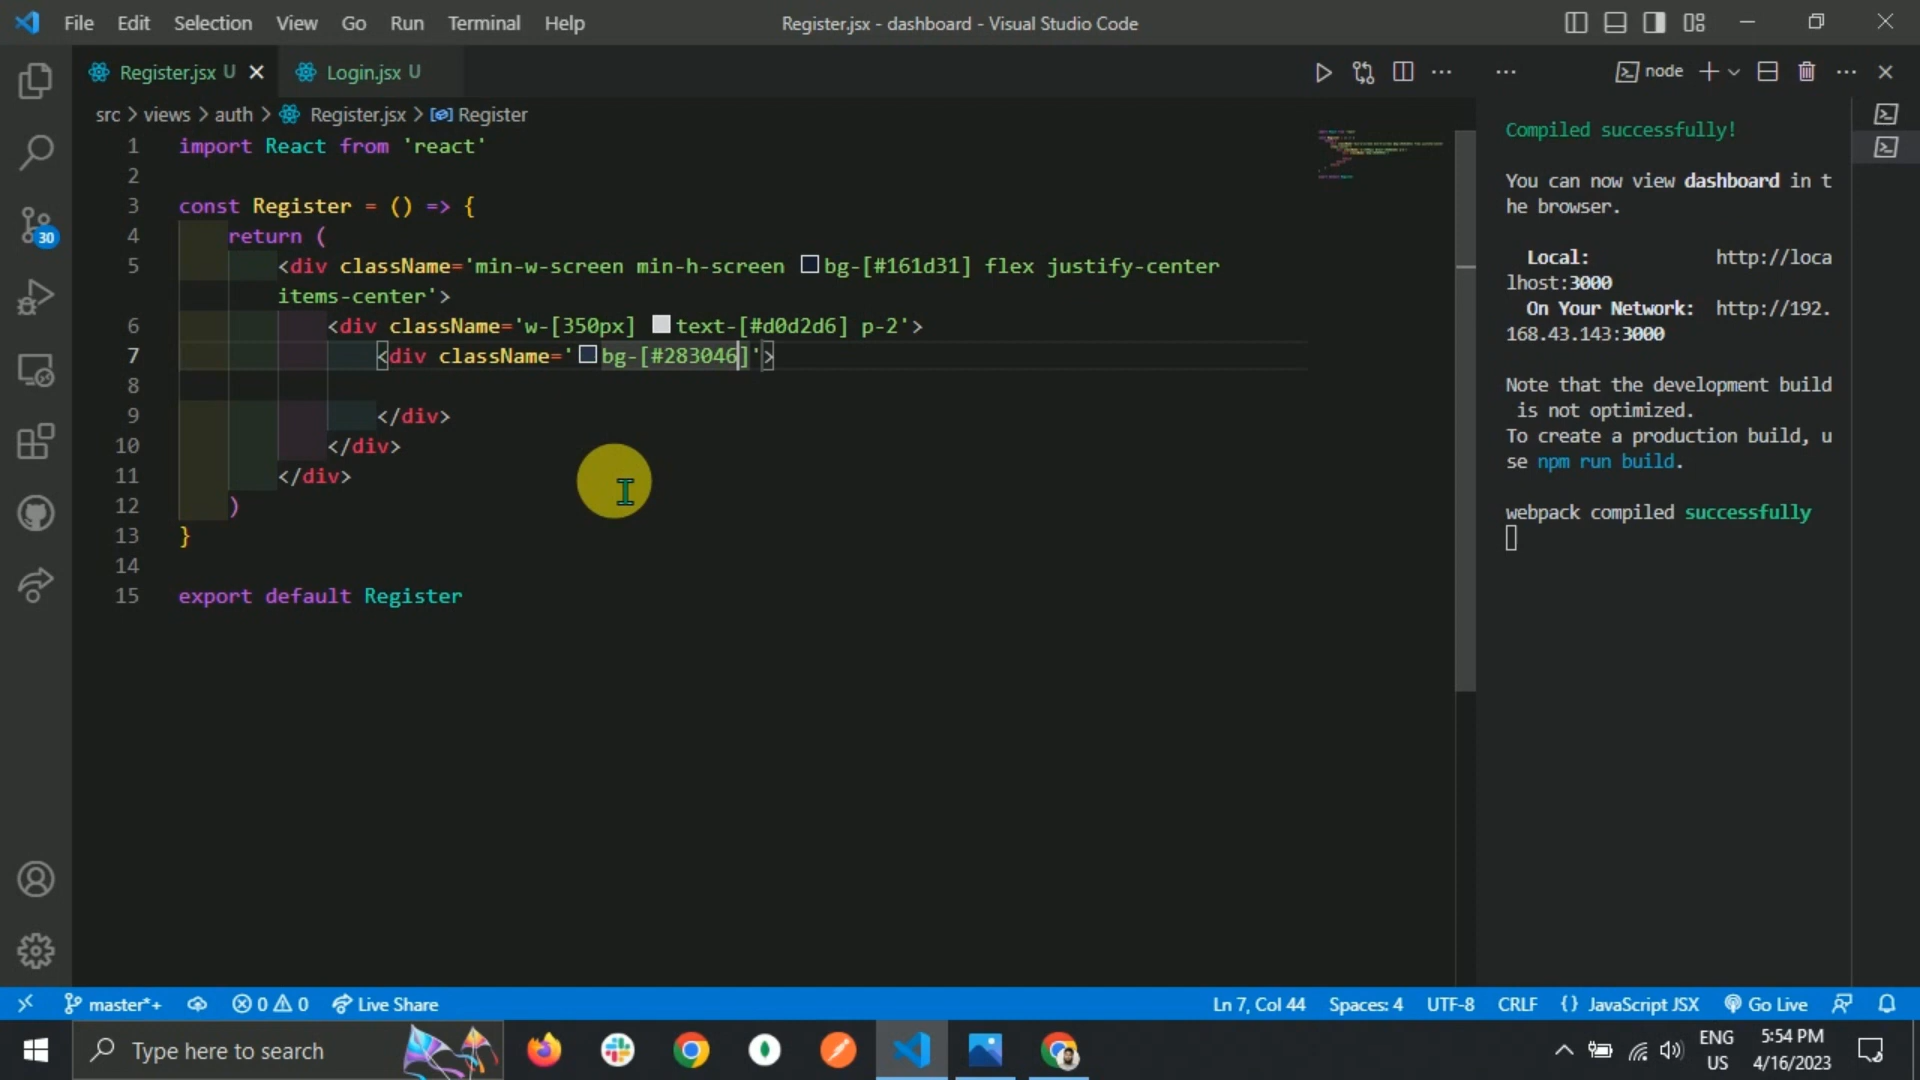 File Edit Selection View Go Run Terminal Help
Register.jsx - dashboard - Visual Studio Code
Register.jsx U
Login.jsx U
node
src > views > auth > Register.jsx > Register
1 import React from 'react'
2
3 const Register = () => {
4 return (
5 <div className='min-w-screen min-h-screen bg-[#161d31] flex justify-center
items-center'>
6 <div className='w-[350px] text-[#d0d2d6] p-2'>
7 <div className='bg-[#283046]'>
8
9 </div>
10 </div>
11 </div>
12 )
13 }
14
15 export default Register
Compiled successfully!
You can now view dashboard in t
he browser.
Local: http://loca
lhost:3000
On Your Network: http://192.
168.43.143:3000
Note that the development build
is not optimized.
To create a production build, u
se npm run build.
webpack compiled successfully
30
master*+
0 0
Live Share
Ln 7, Col 44
Spaces: 4
UTF-8
CRLF
{ } JavaScript JSX
Go Live
Type here to search
ENG
US
5:54 PM
4/16/2023